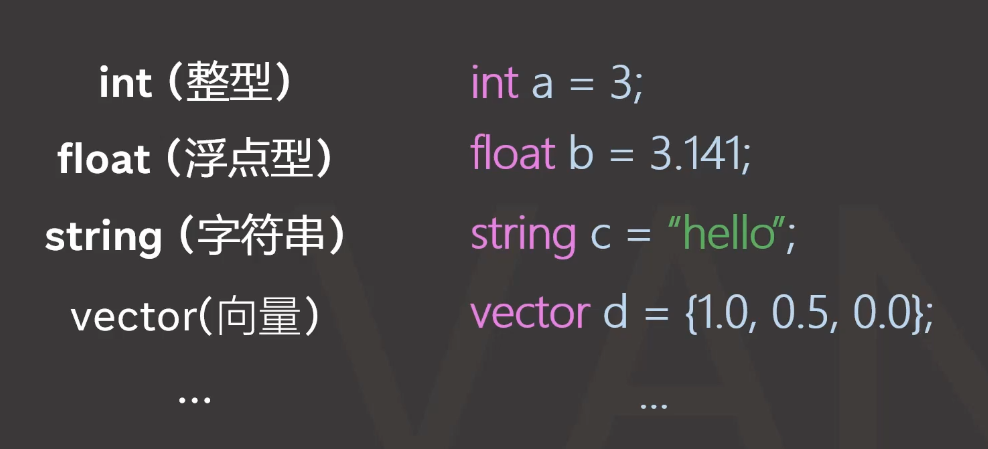 int (整型) int a = 3;
float (浮点型) float b = 3.141;
string (字符串) string c = “hello”;
vector(向量) vector d = {1.0, 0.5, 0.0};
... ...
VAN